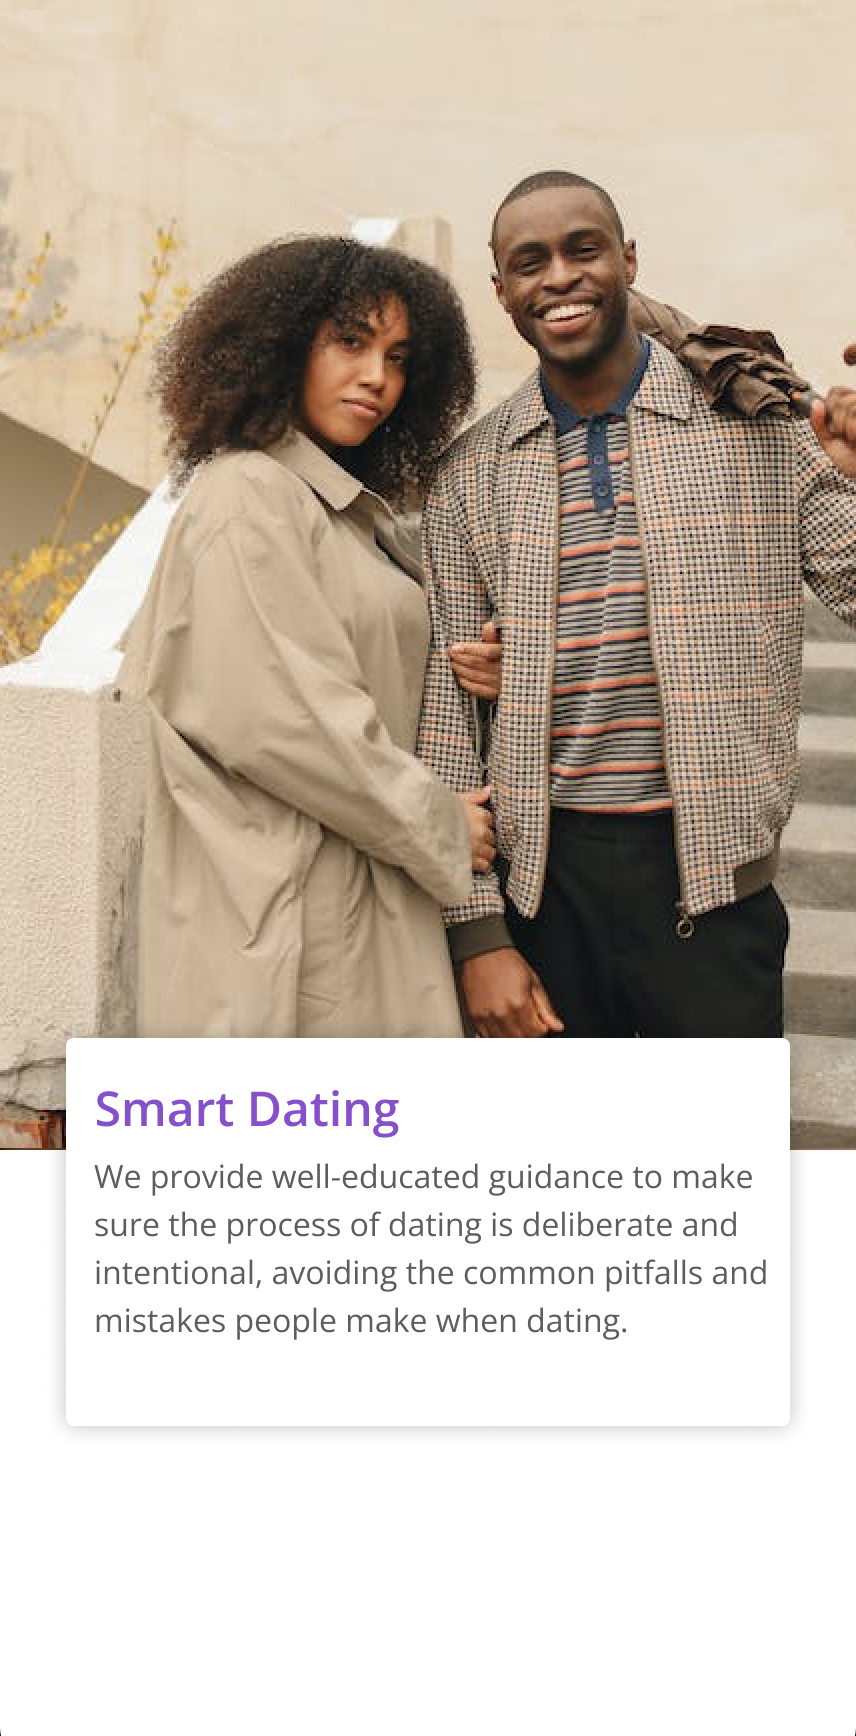 Smart Dating
We provide well-educated guidance to make
sure the process of dating is deliberate and
intentional, avoiding the common pitfalls and
mistakes people make when dating.